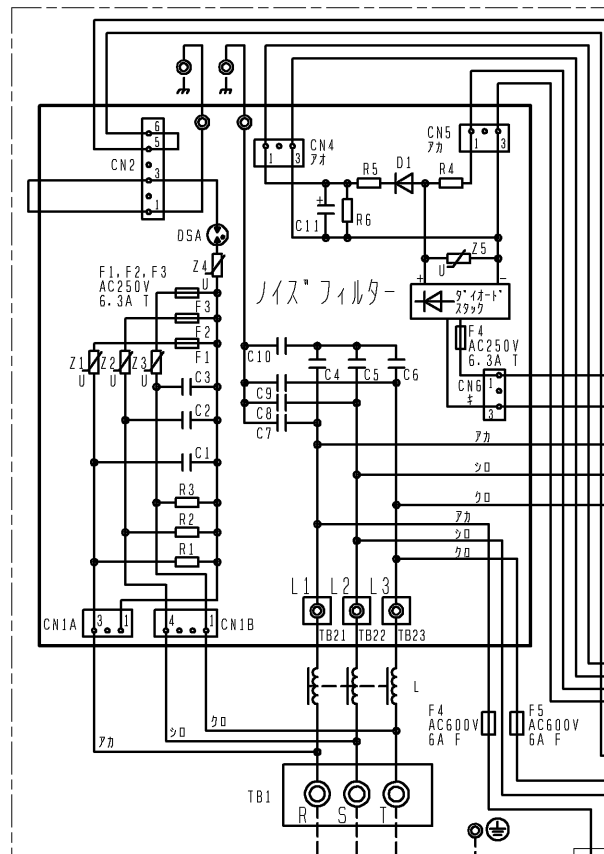 6
5
CN2
3
1
CN4
アオ
1
3
CN5
アカ
1
3
R5
D1
R4
+
C11
R6
DSA
Z4
U
Z5
U
+
-
ノイズフィルター
ダイオード
スタック
F1,F2,F3
AC250V
6.3A T
F3
F2
F1
F4
AC250V
6.3A T
CN6
キ
1
3
Z1
U
Z2
U
Z3
U
C10
C4
C5
C6
C3
C9
C2
C8
C7
C1
アカ
シロ
クロ
R3
R2
R1
アカ
シロ
クロ
L1
L2
L3
CN1A
3
1
4
1
CN1B
TB21
TB22
TB23
L
クロ
シロ
アカ
F4
AC600V
6A F
F5
AC600V
6A F
TB1
R
S
T